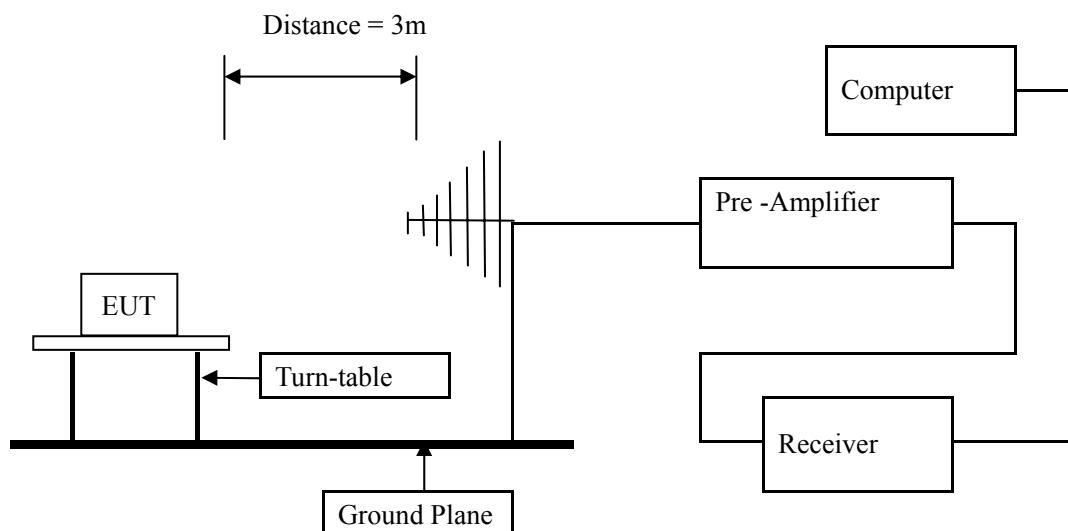 Distance = 3m
Computer
Pre -Amplifier
EUT
Turn-table
Receiver
Ground Plane